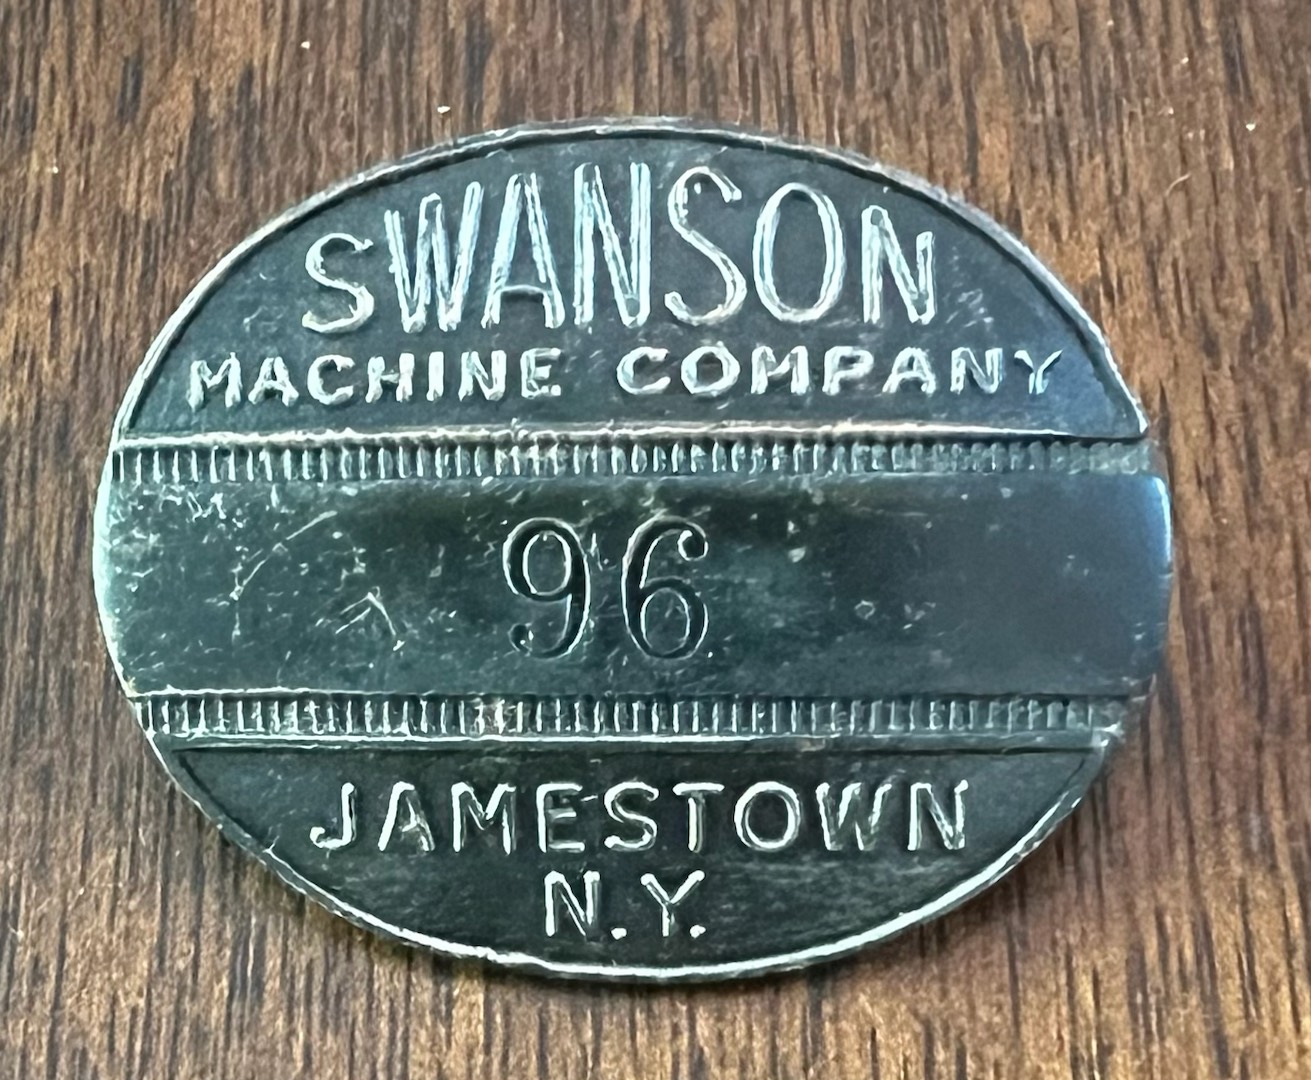 SWANSON
MACHINE COMPANY
96
JAMESTOWN
N.Y.